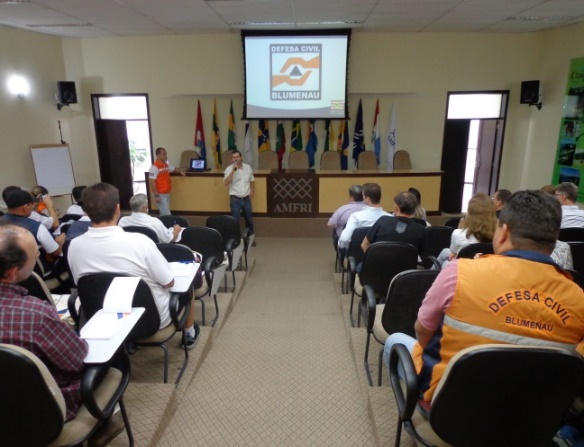 DEFESA CIVIL
BLUMENAU
AMFRI
DEFESA CIVIL
BLUMENAU